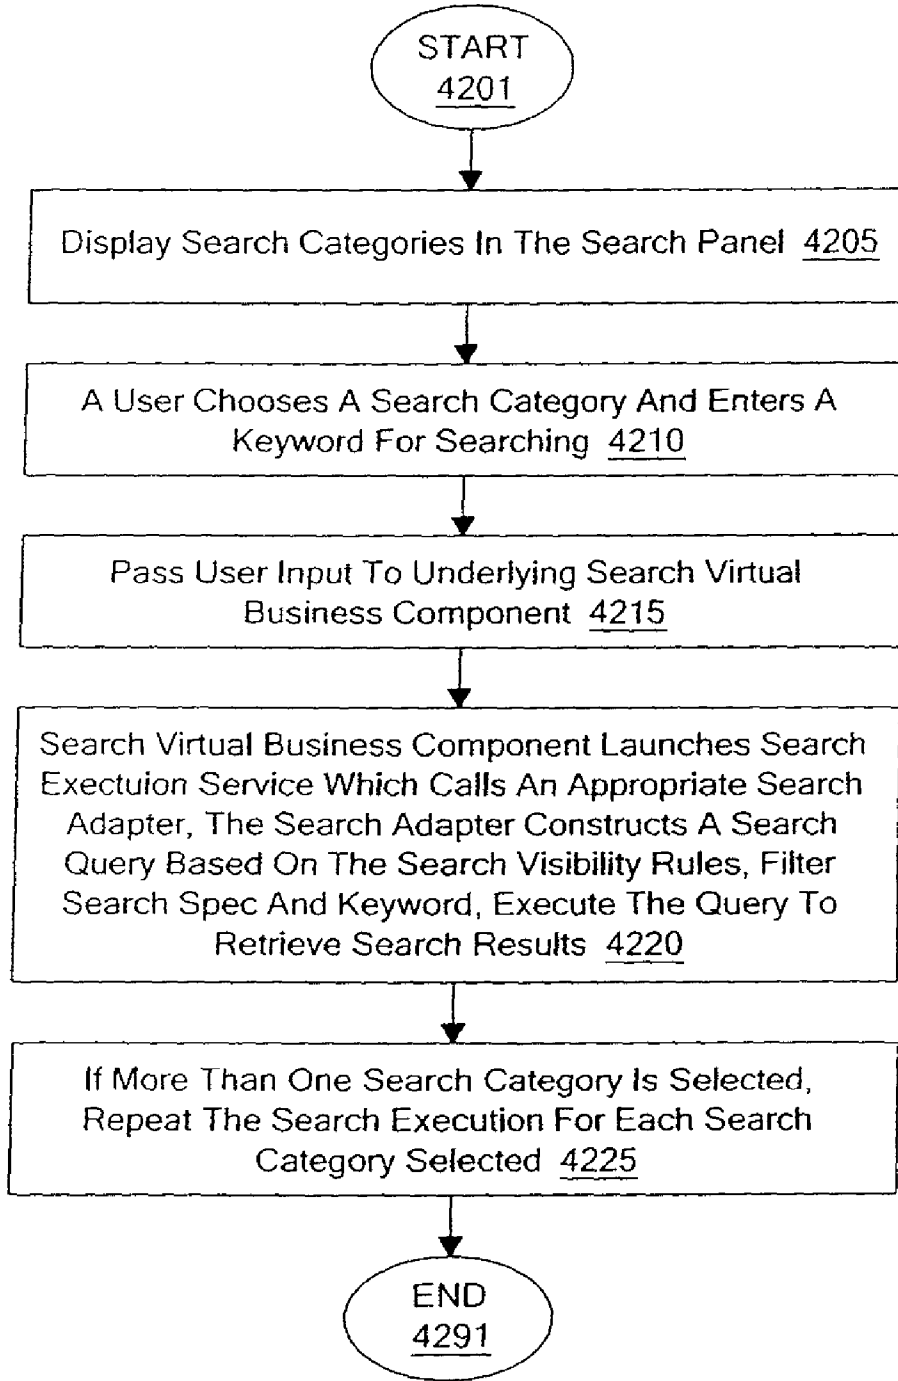 START
4201
Display Search Categories In The Search Panel 4205
A User Chooses A Search Category And Enters A
Keyword For Searching 4210
Pass User Input To Underlying Search Virtual
Business Component 4215
Search Virtual Business Component Launches Search
Exectuion Service Which Calls An Appropriate Search
Adapter, The Search Adapter Constructs A Search
Query Based On The Search Visibility Rules, Filter
Search Spec And Keyword, Execute The Query To
Retrieve Search Results 4220
If More Than One Search Category Is Selected,
Repeat The Search Execution For Each Search
Category Selected 4225
END
4291